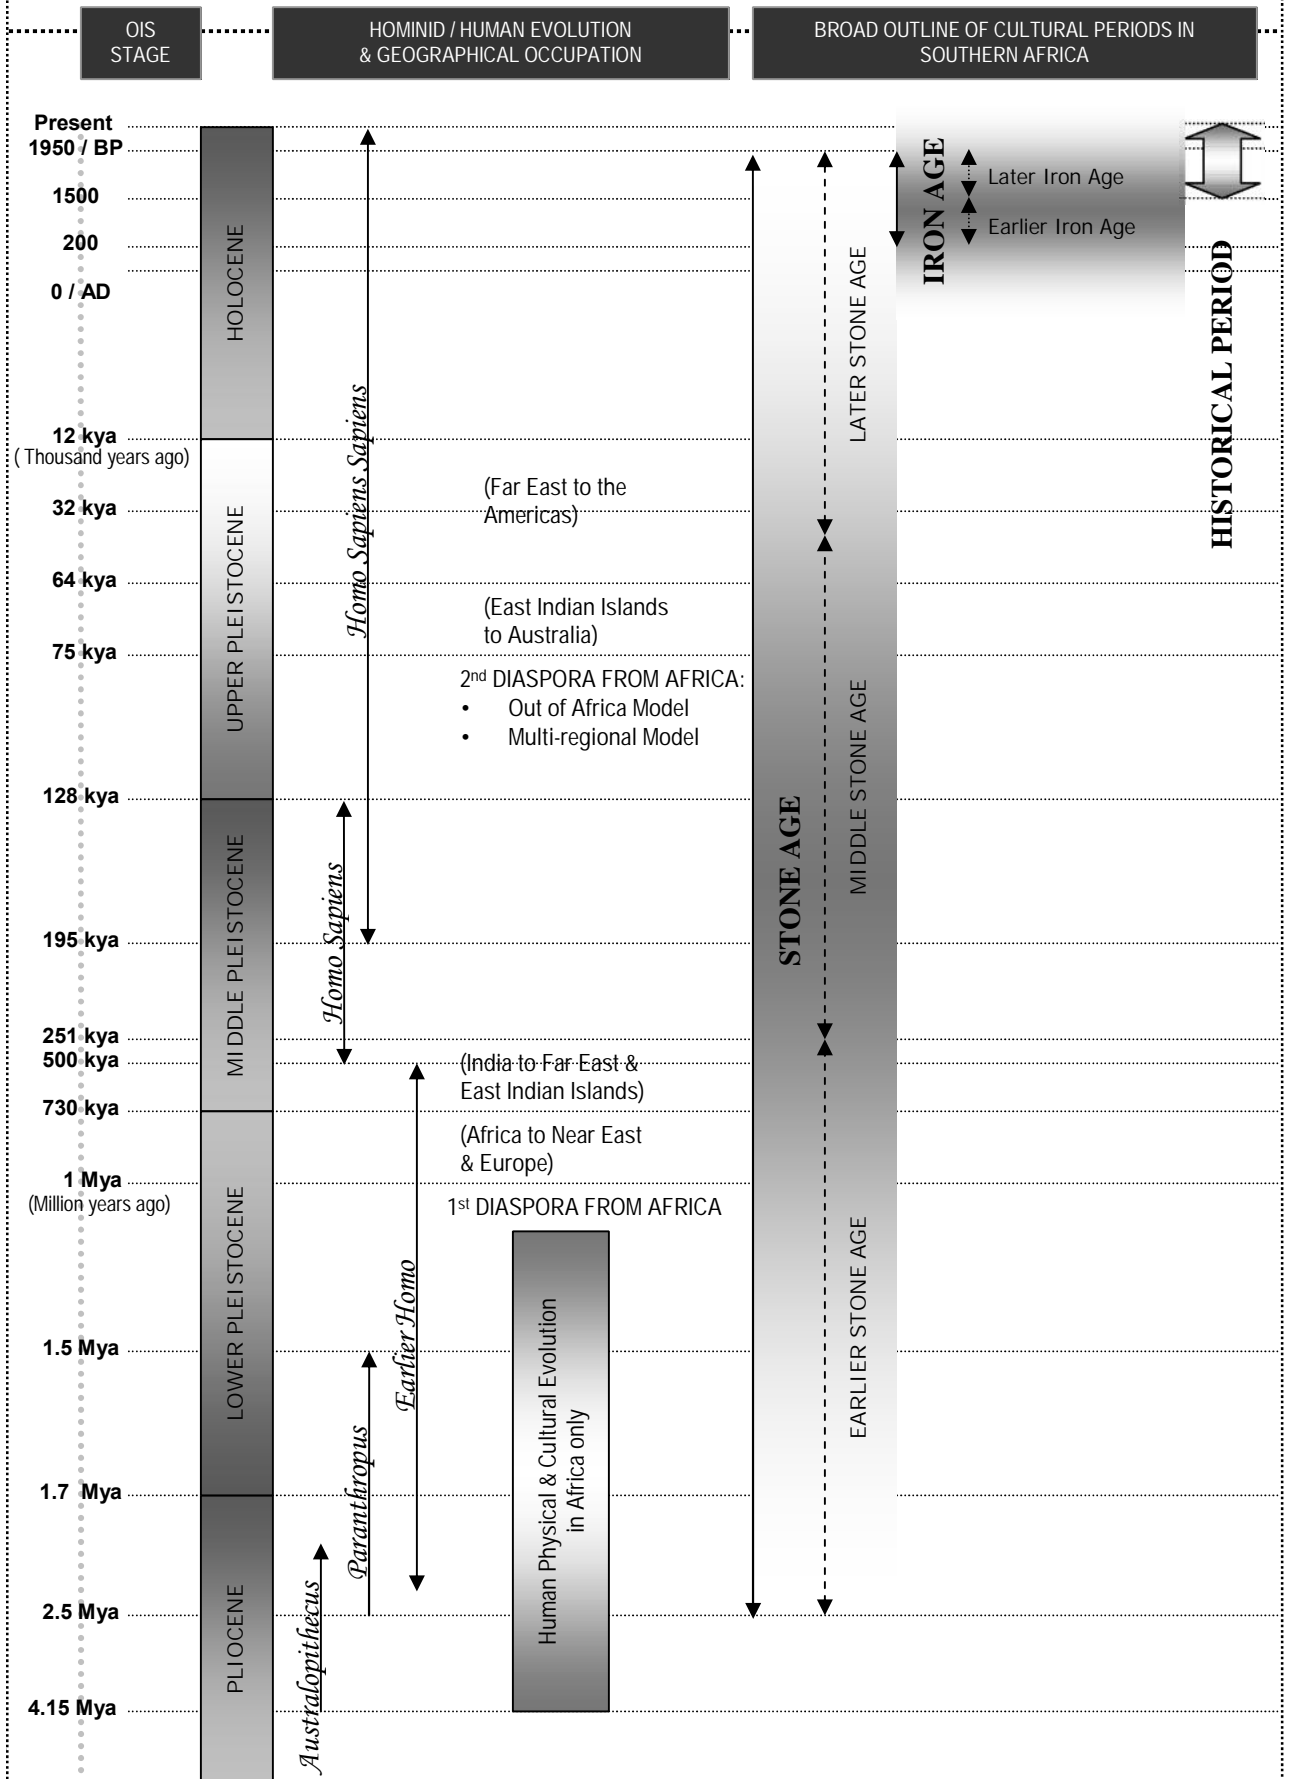 OIS
STAGE
HOMINID / HUMAN EVOLUTION
& GEOGRAPHICAL OCCUPATION
BROAD OUTLINE OF CULTURAL PERIODS IN
SOUTHERN AFRICA
Present
1950 / BP
1500
200
0 / AD
12 kya
( Thousand years ago)
32 kya
64 kya
75 kya
128 kya
195 kya
251 kya
500 kya
730 kya
1 Mya
(Million years ago)
1.5 Mya
1.7 Mya
2.5 Mya
4.15 Mya
HOLOCENE
UPPER PLEISTOCENE
MIDDLE PLEISTOCENE
LOWER PLEISTOCENE
PLIOCENE
Homo Sapiens Sapiens
Homo Sapiens
Earlier Homo
Paranthropus
Australopithecus
(Far East to the
Americas)
(East Indian Islands
to Australia)
2nd DIASPORA FROM AFRICA:
• Out of Africa Model
• Multi-regional Model
(India to Far East &
East Indian Islands)
(Africa to Near East
& Europe)
1st DIASPORA FROM AFRICA
Human Physical & Cultural Evolution
in Africa only
STONE AGE
LATER STONE AGE
MIDDLE STONE AGE
EARLIER STONE AGE
IRON AGE
Later Iron Age
Earlier Iron Age
HISTORICAL PERIOD